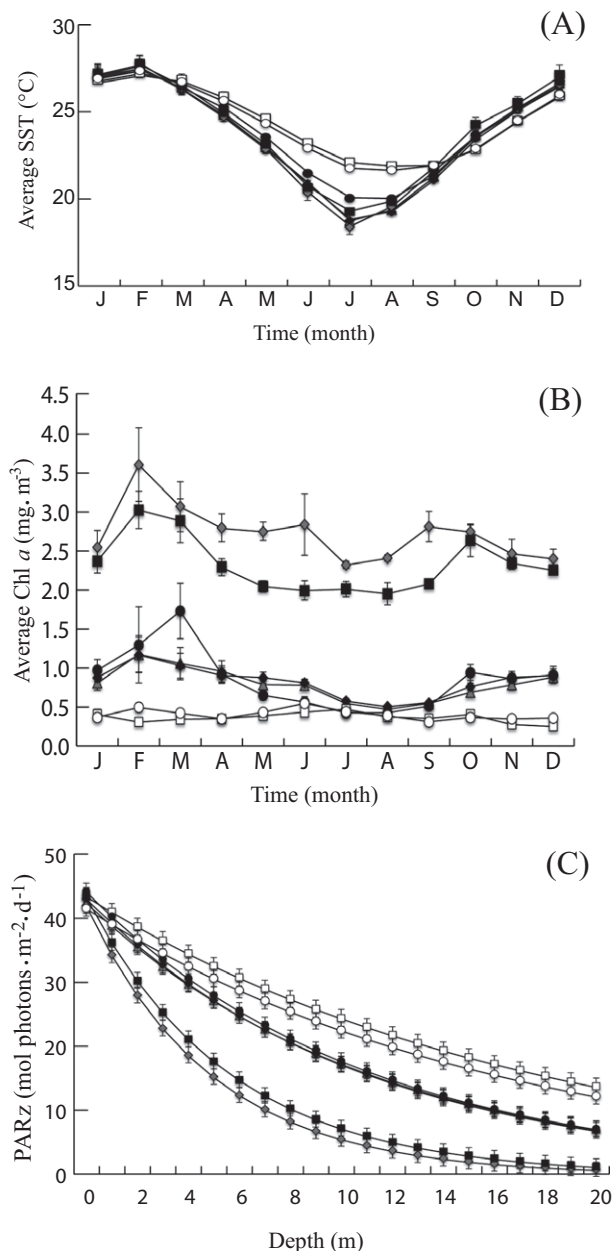 (A)
30
25
20
15
Average SST (°C)
J F M A M J J A S O N D
Time (month)
(B)
4.5
4.0
3.5
3.0
2.5
2.0
1.5
1.0
0.5
0.0
Average Chl a (mg.m-3)
J F M A M J J A S O N D
Time (month)
(C)
50
40
30
20
10
0
PARz (mol photons·m-2·d-1)
0 2 4 6 8 10 12 14 16 18 20
Depth (m)